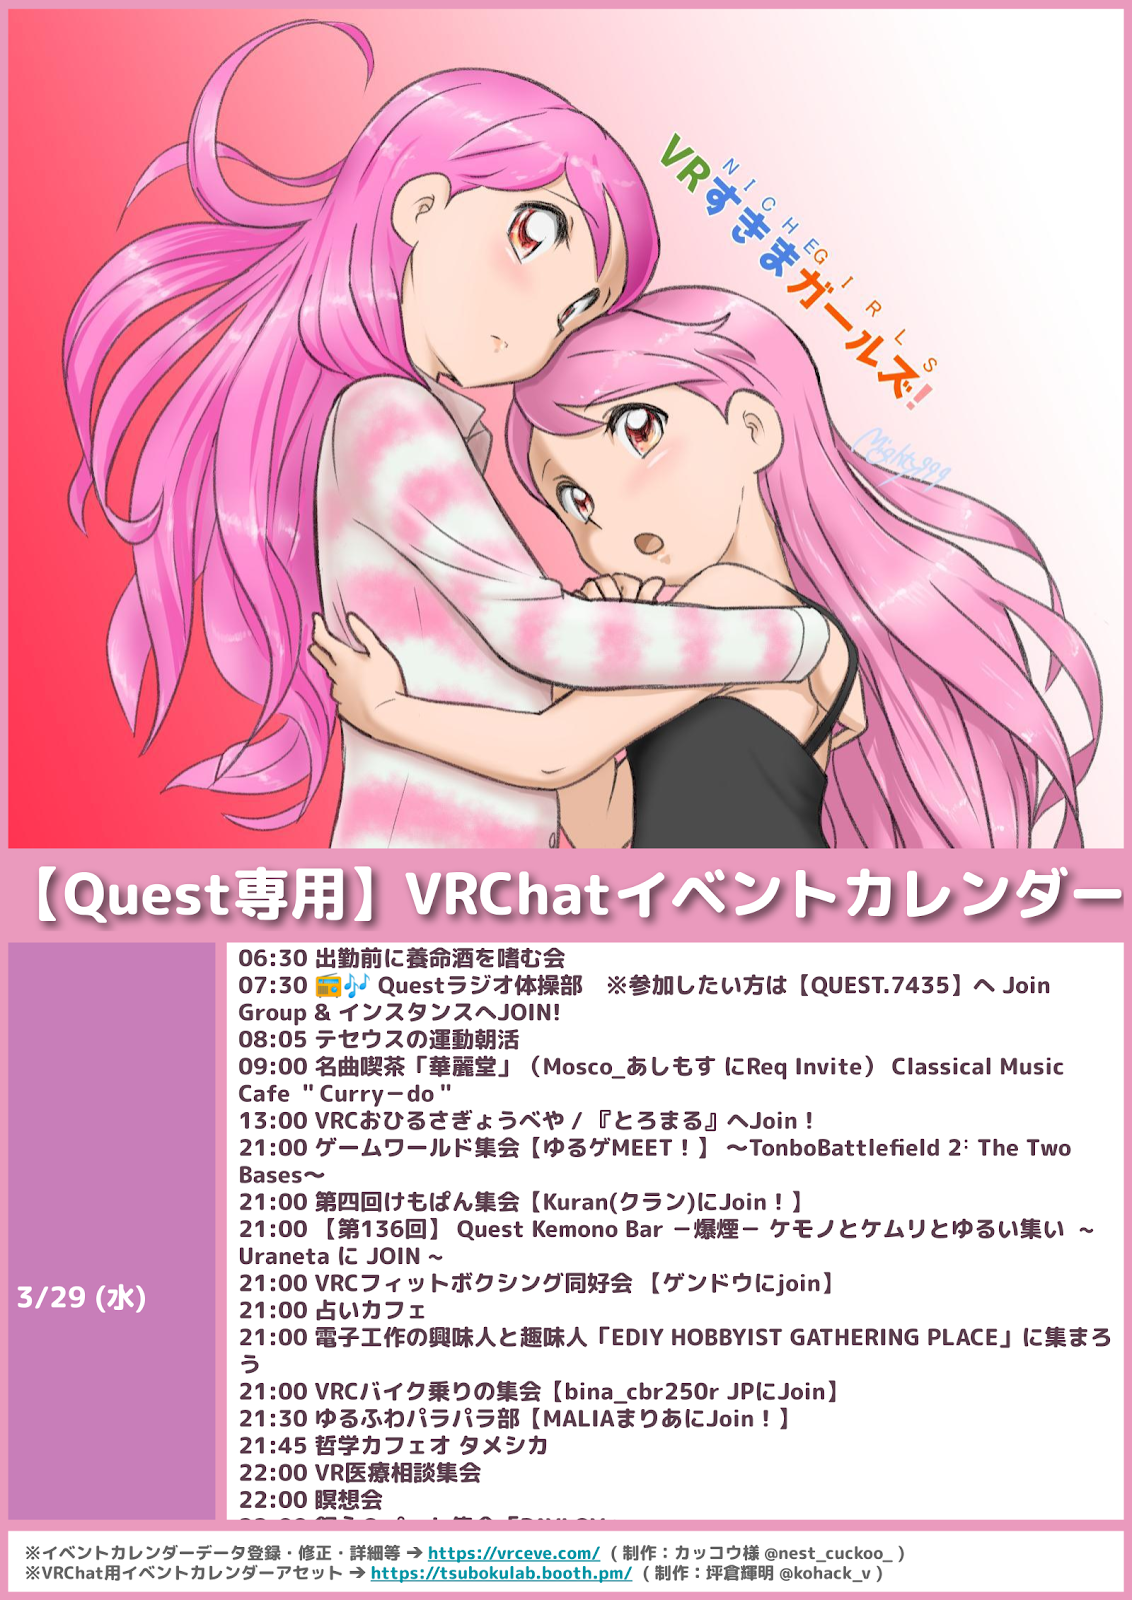 NICHE GIRLS
VRすきまガールズ!
Mighty999
【Quest専用】VRChatイベントカレンダー
3/29 (水)
06:30 出勤前に養命酒を嗜む会
07:30 📻🎶 Questラジオ体操部　※参加したい方は【QUEST.7435】へ Join
Group & インスタンスへJOIN!
08:05 テセウスの運動朝活
09:00 名曲喫茶「華麗堂」（Mosco_あしもす にReq Invite） Classical Music
Cafe ＂Curryーdo＂
13:00 VRCおひるさぎょうべや / 『とろまる』へJoin！
21:00 ゲームワールド集会【ゆるゲMEET！】 〜TonboBattlefield 2: The Two
Bases〜
21:00 第四回けもぱん集会【Kuran(クラン)にJoin！】
21:00 【第136回】 Quest Kemono Bar －爆煙－ ケモノとケムリとゆるい集い ～
Uraneta に JOIN ~
21:00 VRCフィットボクシング同好会 【ゲンドウにjoin】
21:00 占いカフェ
21:00 電子工作の興味人と趣味人「EDIY HOBBYIST GATHERING PLACE」に集まろ
う
21:00 VRCバイク乗りの集会【bina_cbr250r JPにJoin】
21:30 ゆるふわパラパラ部【MALIAまりあにJoin！】
21:45 哲学カフェオ タメシカ
22:00 VR医療相談集会
22:00 瞑想会
※イベントカレンダーデータ登録・修正・詳細等 ➔ https://vrceve.com/ ( 制作：カッコウ様 @nest_cuckoo_ )
※VRChat用イベントカレンダーアセット ➔ https://tsubokulab.booth.pm/ ( 制作：坪倉輝明 @kohack_v )